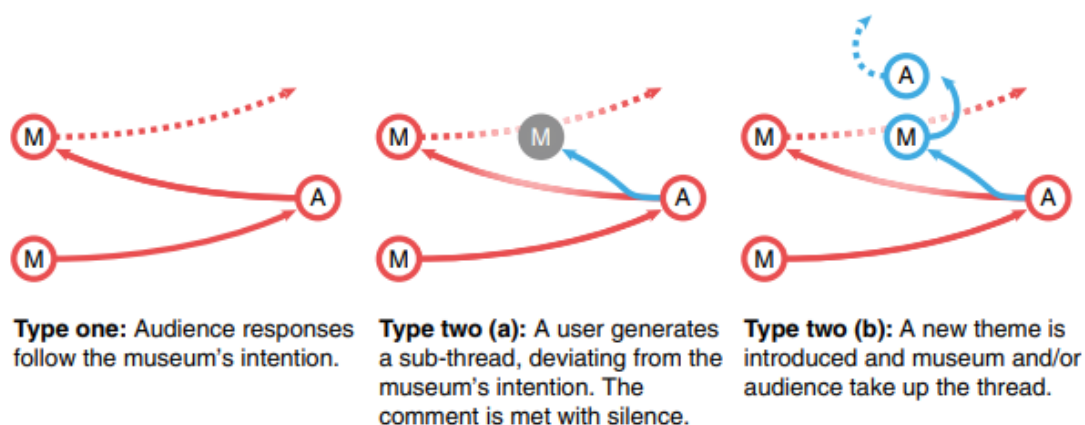 A
M
M
M
A
M
M
A
M
M
A
M
Type one: Audience responses
follow the museum's intention.
Type two (a): A user generates
a sub-thread, deviating from the
museum's intention. The
comment is met with silence.
Type two (b): A new theme is
introduced and museum and/or
audience take up the thread.